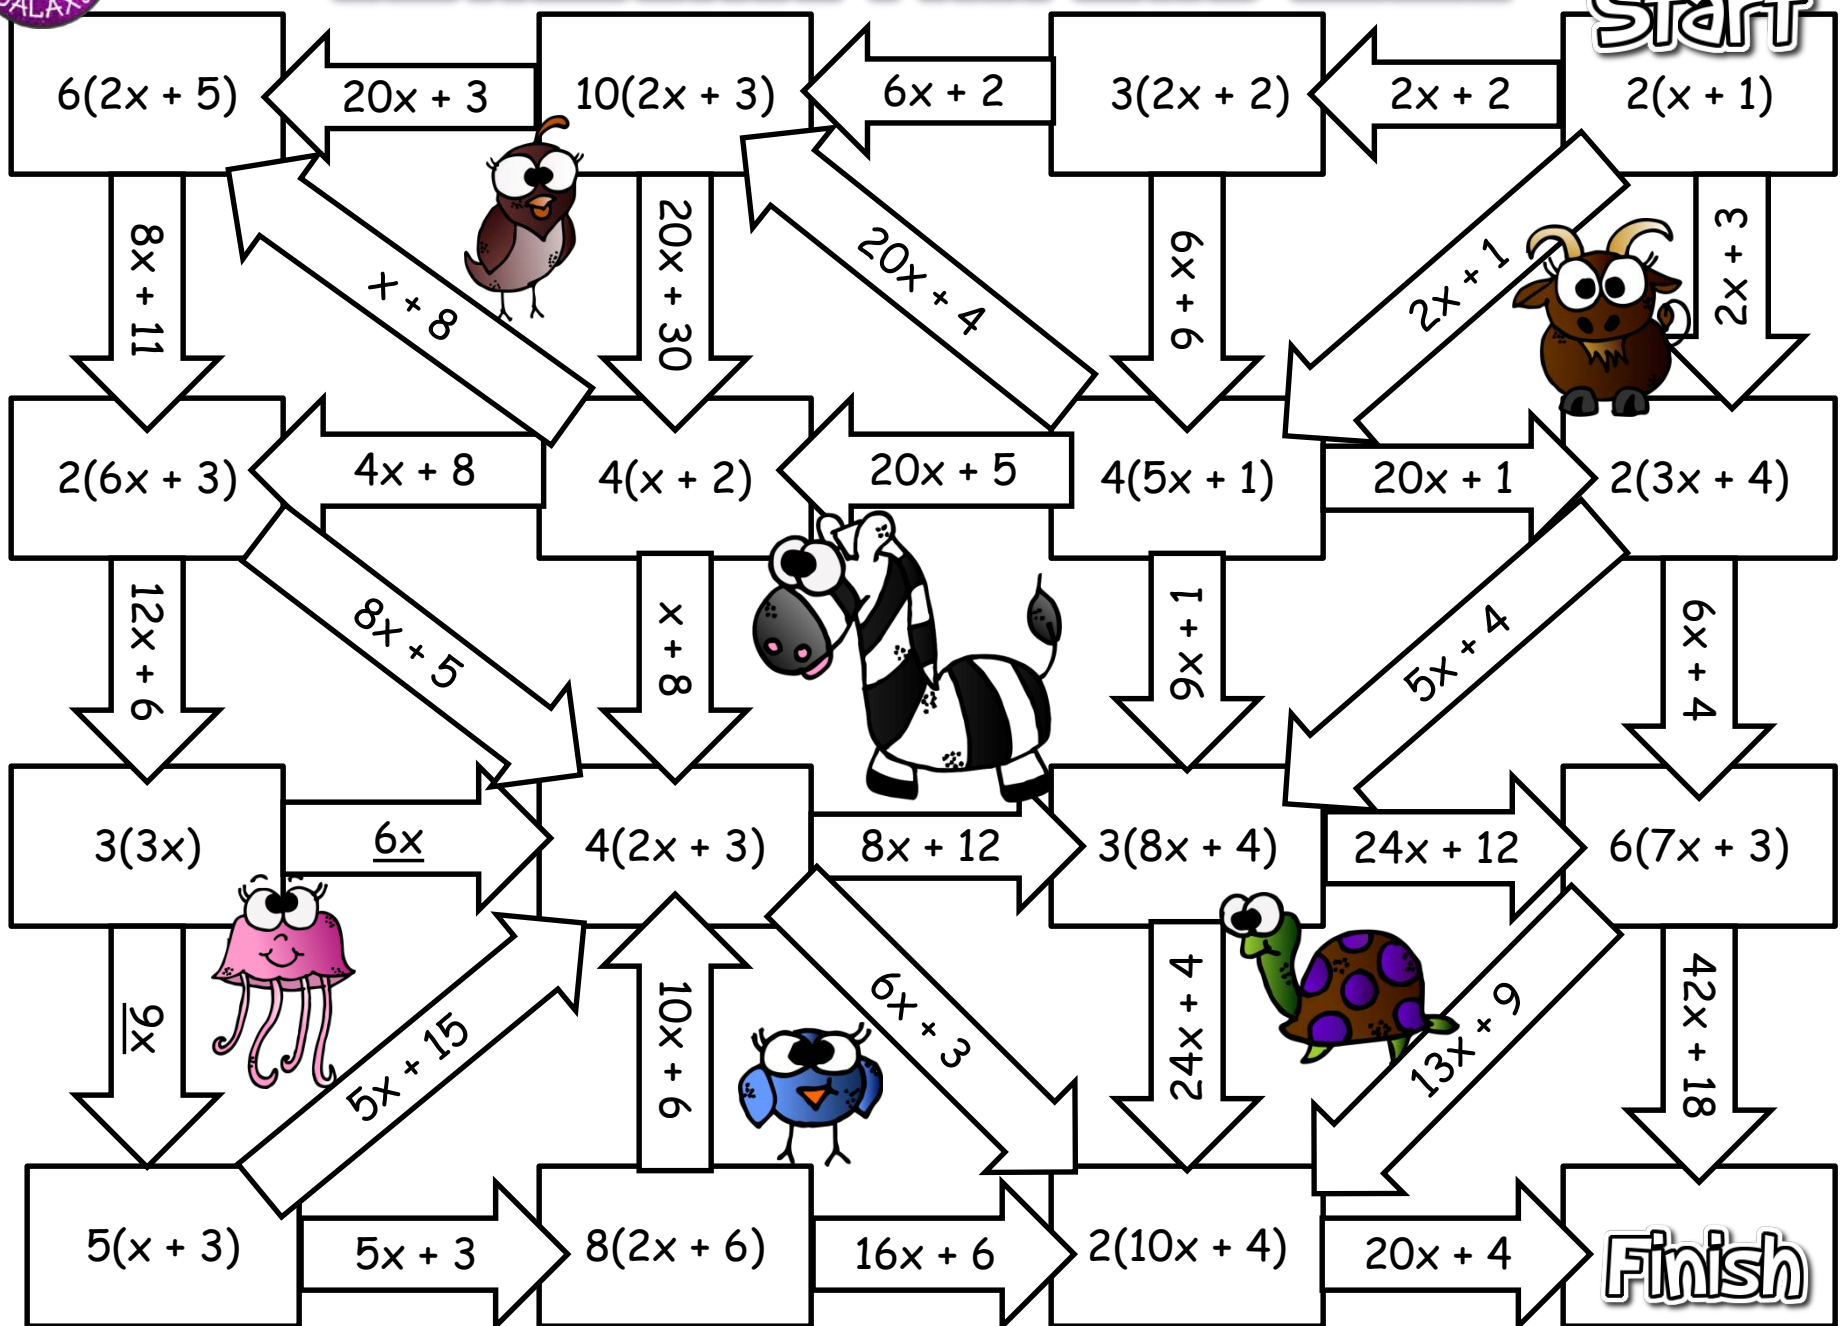 Start
6(2x + 5)
20x + 3
10(2x + 3)
6x + 2
3(2x + 2)
2x + 2
2(x + 1)
8x + 11
x + 8
20x + 30
20x + 4
6x + 6
2x + 1
2x + 3
2(6x + 3)
4x + 8
4(x + 2)
20x + 5
4(5x + 1)
20x + 1
2(3x + 4)
12x + 6
8x + 5
x + 8
9x + 1
5x + 4
6x + 4
3(3x)
6x
4(2x + 3)
8x + 12
3(8x + 4)
24x + 12
6(7x + 3)
9x
5x + 15
10x + 6
6x + 3
24x + 4
13x + 9
42x + 18
5(x + 3)
5x + 3
8(2x + 6)
16x + 6
2(10x + 4)
20x + 4
Finish